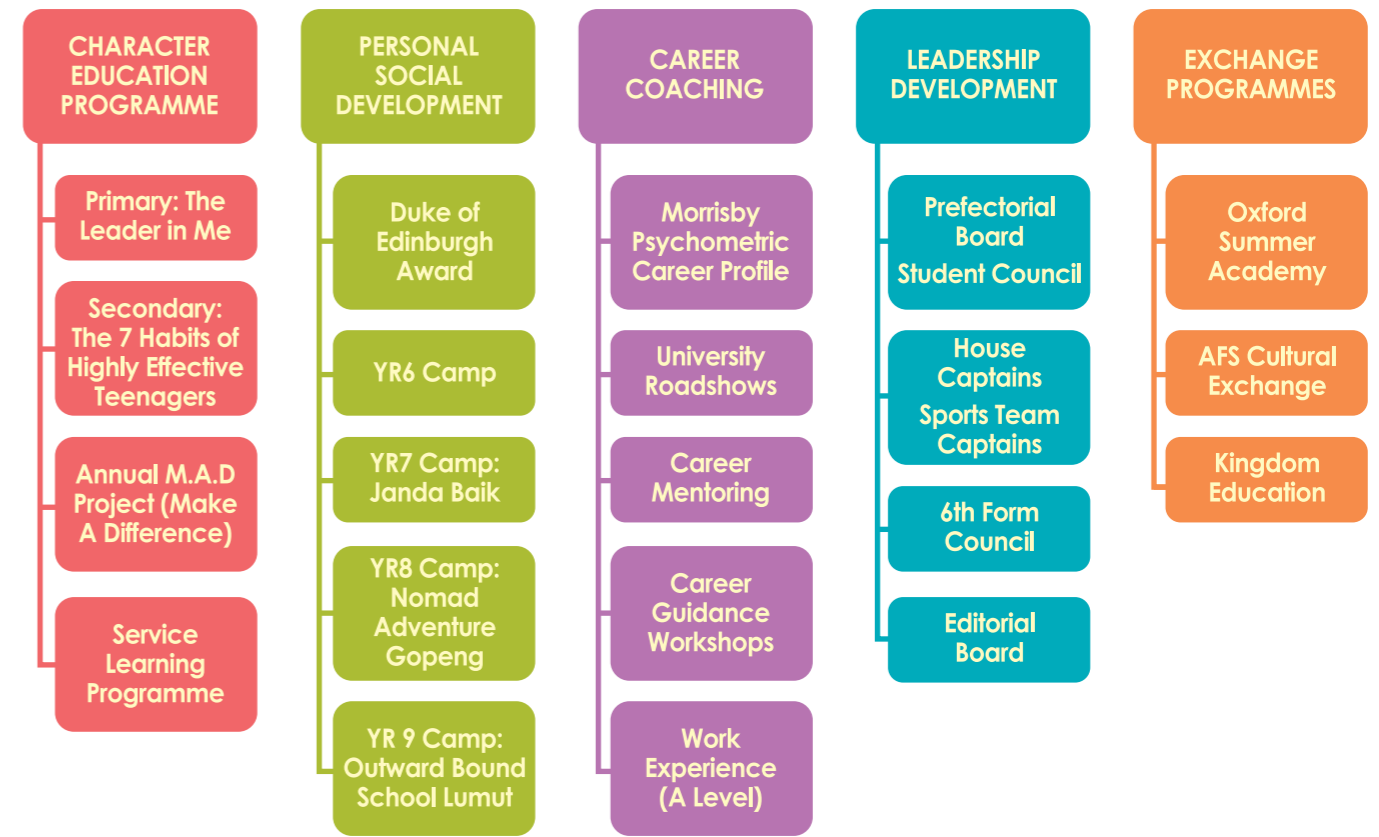 CHARACTER
EDUCATION
PROGRAMME
Primary: The
Leader in Me
Secondary:
The 7 Habits of
Highly Effective
Teenagers
Annual M.A.D
Project (Make
A Difference)
Service
Learning
Programme
PERSONAL
SOCIAL
DEVELOPMENT
Duke of
Edinburgh
Award
YR6 Camp
YR7 Camp:
Janda Baik
YR8 Camp:
Nomad
Adventure
Gopeng
YR 9 Camp:
Outward Bound
School Lumut
CAREER
COACHING
Morrisby
Psychometric
Career Profile
University
Roadshows
Career
Mentoring
Career
Guidance
Workshops
Work
Experience
(A Level)
LEADERSHIP
DEVELOPMENT
Prefectorial
Board
Student Council
House
Captains
Sports Team
Captains
6th Form
Council
Editorial
Board
EXCHANGE
PROGRAMMES
Oxford
Summer
Academy
AFS Cultural
Exchange
Kingdom
Education